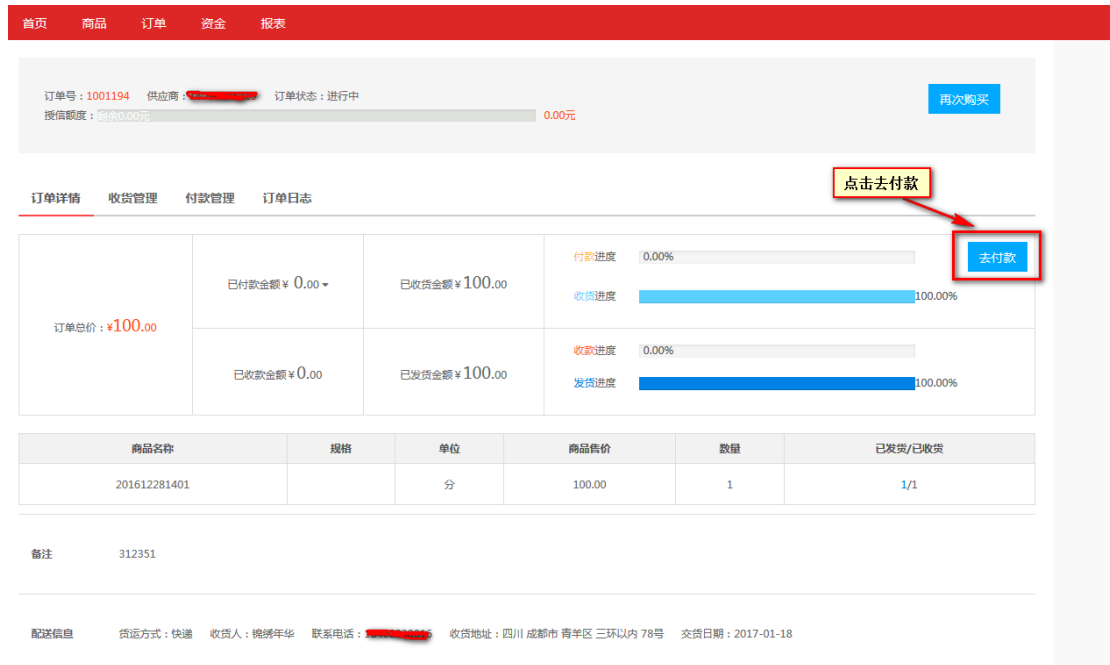 首页 商品 订单 资金 报表
订单号：1001194 供应商： 订单状态：进行中
再次购买
授信额度：剩余0.00元 0.00元
点击去付款
订单详情 收货管理 付款管理 订单日志
付款进度 0.00% 去付款
已付款金额¥ 0.00 已收货金额¥100.00
收货进度 100.00%
订单总价：¥100.00
收款进度 0.00%
已收款金额¥0.00 已发货金额¥100.00
发货进度 100.00%
商品名称 规格 单位 商品售价 数量 已发货/已收货
201612281401 分 100.00 1 1/1
备注 312351
配送信息 货运方式：快递 收货人：锦绣年华 联系电话： 收货地址：四川 成都市 青羊区 三环以内 78号 交货日期：2017-01-18